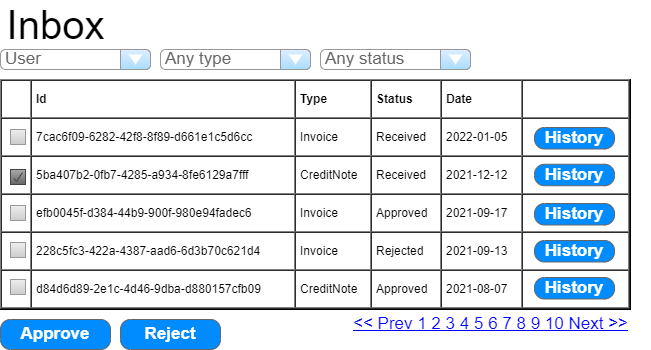 Inbox
User Any type Any status
Id Type Status Date
7cac6f09-6282-42f8-8f89-d661e1c5d6cc Invoice Received 2022-01-05 History
5ba407b2-0fb7-4285-a934-8fe6129a7fff CreditNote Received 2021-12-12 History
efb0045f-d384-44b9-900f-980e94fadec6 Invoice Approved 2021-09-17 History
228c5fc3-422a-4387-aad6-6d3b70c621d4 Invoice Rejected 2021-09-13 History
d84d6d89-2e1c-4d46-9dba-d880157cfb09 CreditNote Approved 2021-08-07 History
Approve Reject << Prev 1 2 3 4 5 6 7 8 9 10 Next >>